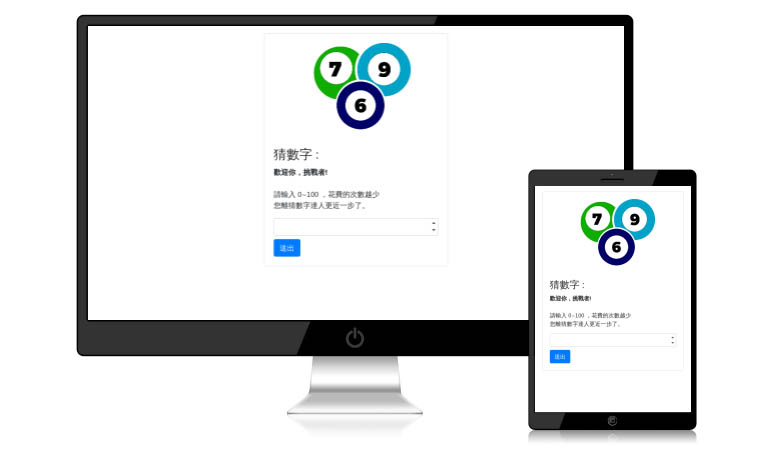 7
9
6
猜數字 :
歡迎你，挑戰者!
請輸入 0~100 ，花費的次數越少
您離猜數字達人更近一步了。
送出
7
9
6
猜數字 :
歡迎你，挑戰者!
請輸入 0~100 ，花費的次數越少
您離猜數字達人更近一步了。
送出